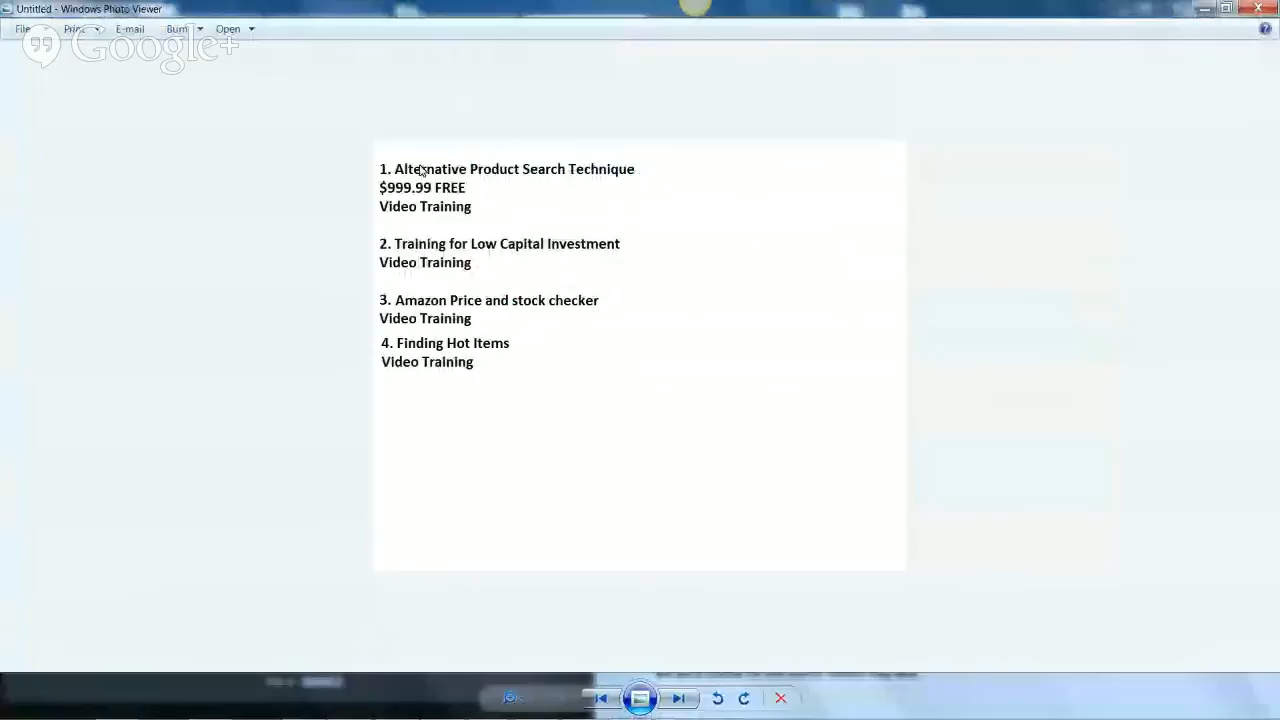 Untitled - Windows Photo Viewer
File Print E-mail Burn Open
Google+
1. Alternative Product Search Technique
$999.99 FREE
Video Training
2. Training for Low Capital Investment
Video Training
3. Amazon Price and stock checker
Video Training
4. Finding Hot Items
Video Training